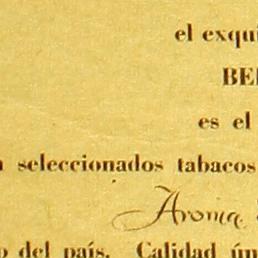 el exqui
BE
es el
seleccionados tabacos
Aroma
del país. Calidad ún